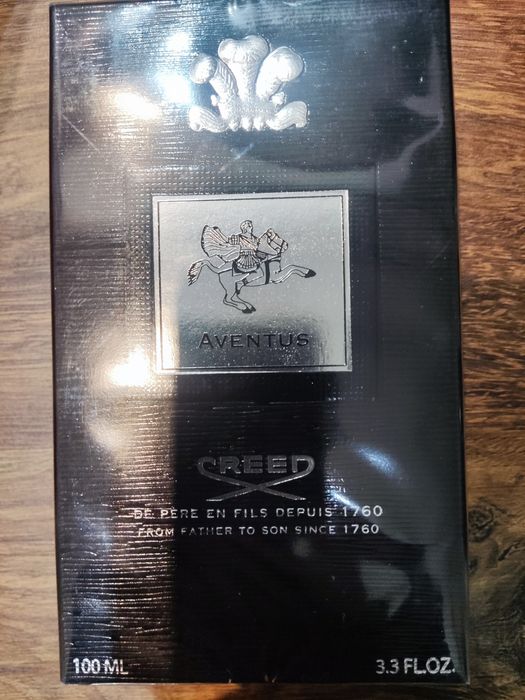 AVENTUS
CREED
DE PÈRE EN FILS DEPUIS 1760
FROM FATHER TO SON SINCE 1760
100 ML
3.3 FL.OZ.